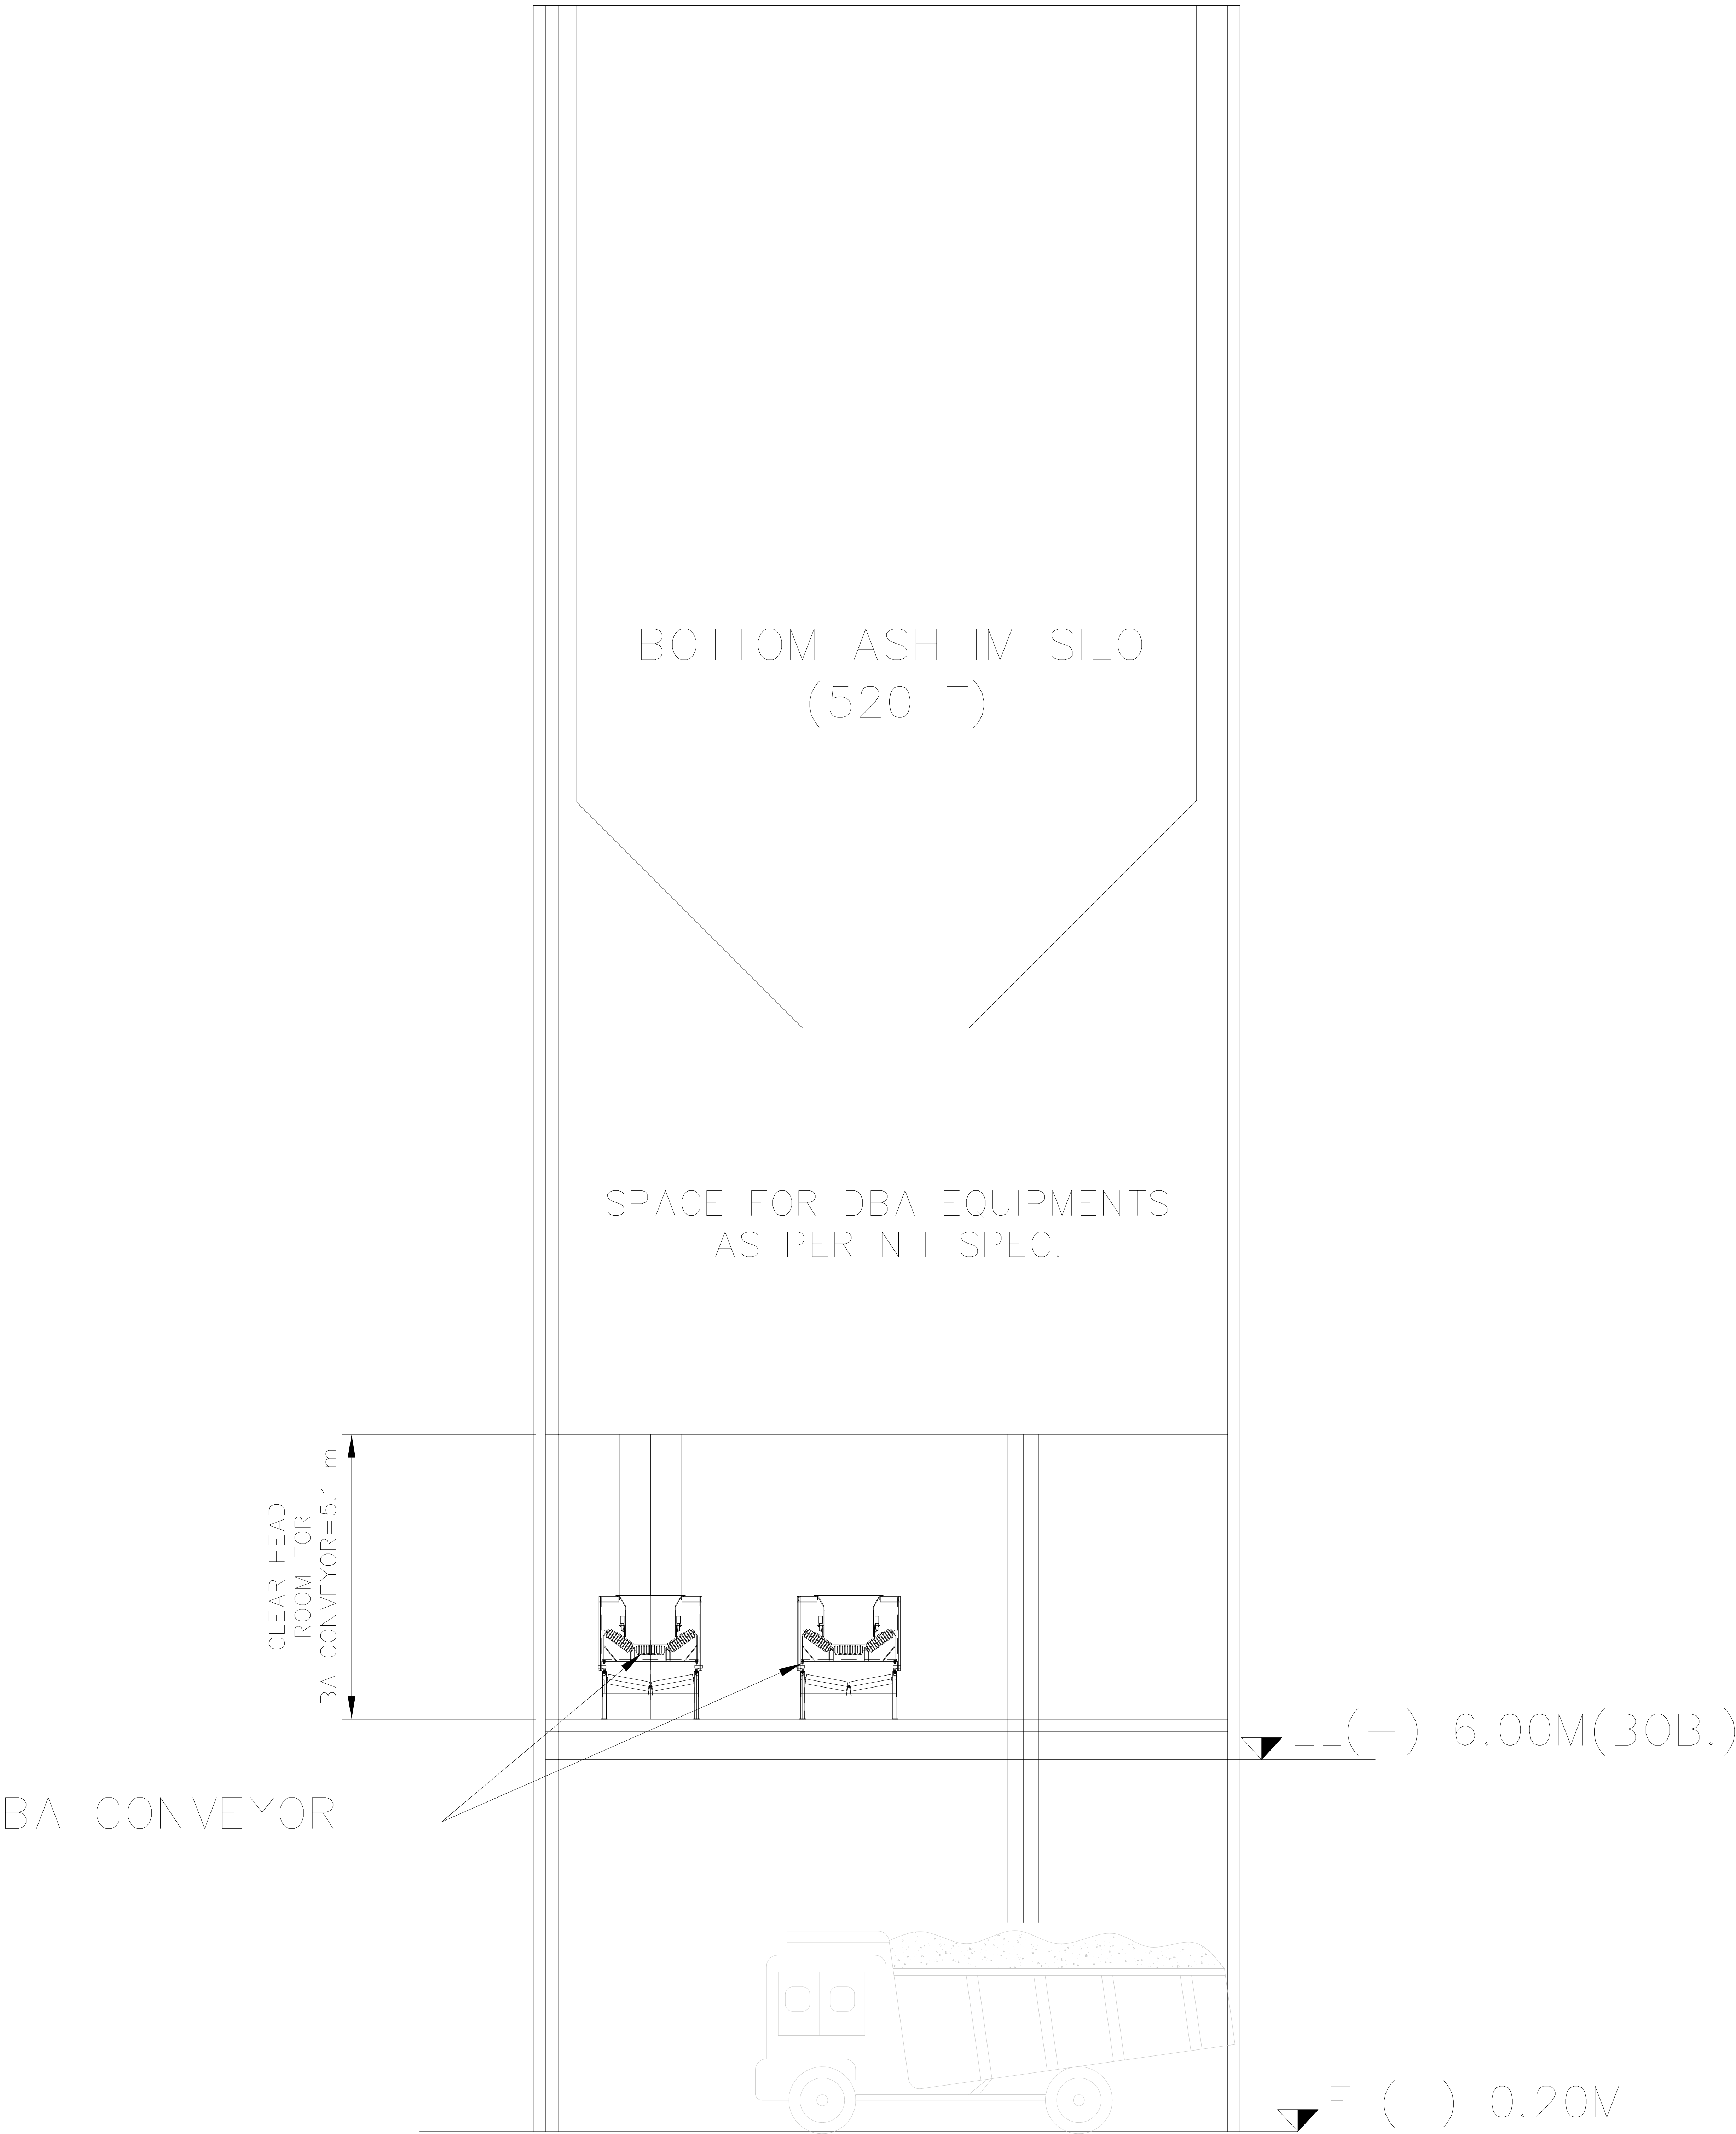 BOTTOM ASH IM SILO
(520 T)
SPACE FOR DBA EQUIPMENTS
AS PER NIT SPEC.
CLEAR HEAD
ROOM FOR
BA CONVEYOR=5.1 m
EL(+) 6.00M(BOB.)
BA CONVEYOR
EL(-) 0.20M